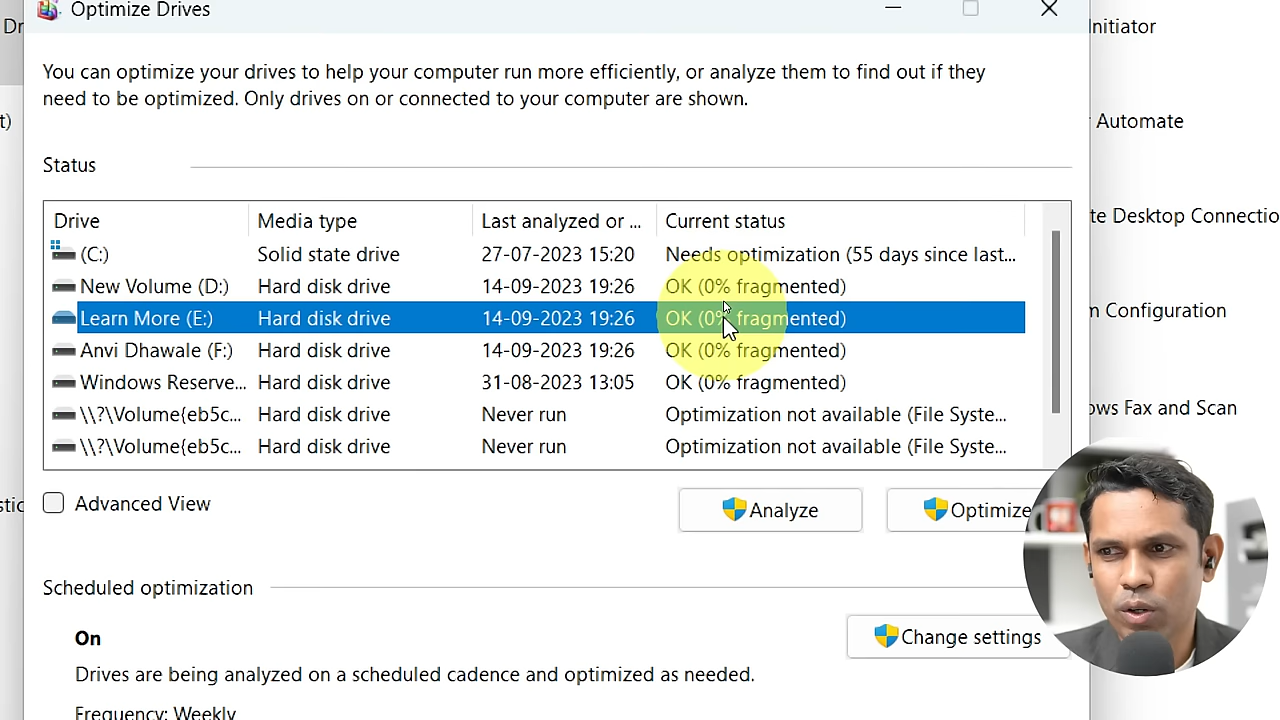 Optimize Drives
Initiator
You can optimize your drives to help your computer run more efficiently, or analyze them to find out if they
need to be optimized. Only drives on or connected to your computer are shown.
Automate
Status
Drive Media type Last analyzed or ... Current status
te Desktop Connectio
(C:) Solid state drive 27-07-2023 15:20 Needs optimization (55 days since last...
New Volume (D:) Hard disk drive 14-09-2023 19:26 OK (0% fragmented)
Learn More (E:) Hard disk drive 14-09-2023 19:26 OK (0% fragmented)
m Configuration
Anvi Dhawale (F:) Hard disk drive 14-09-2023 19:26 OK (0% fragmented)
Windows Reserve... Hard disk drive 31-08-2023 13:05 OK (0% fragmented)
\\?\Volume{eb5c... Hard disk drive Never run Optimization not available (File Syste...
ows Fax and Scan
\\?\Volume{eb5c... Hard disk drive Never run Optimization not available (File Syste...
Advanced View
Analyze
Optimize
Scheduled optimization
On
Change settings
Drives are being analyzed on a scheduled cadence and optimized as needed.
Frequency: Weekly